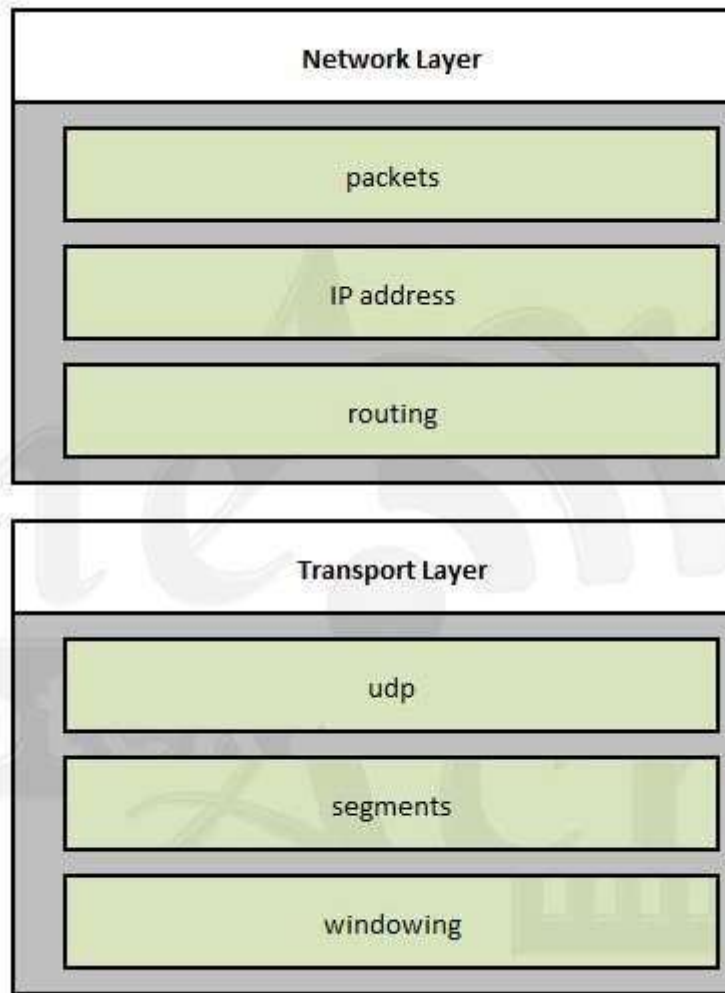 Network Layer
packets
IP address
routing
Transport Layer
udp
segments
windowing